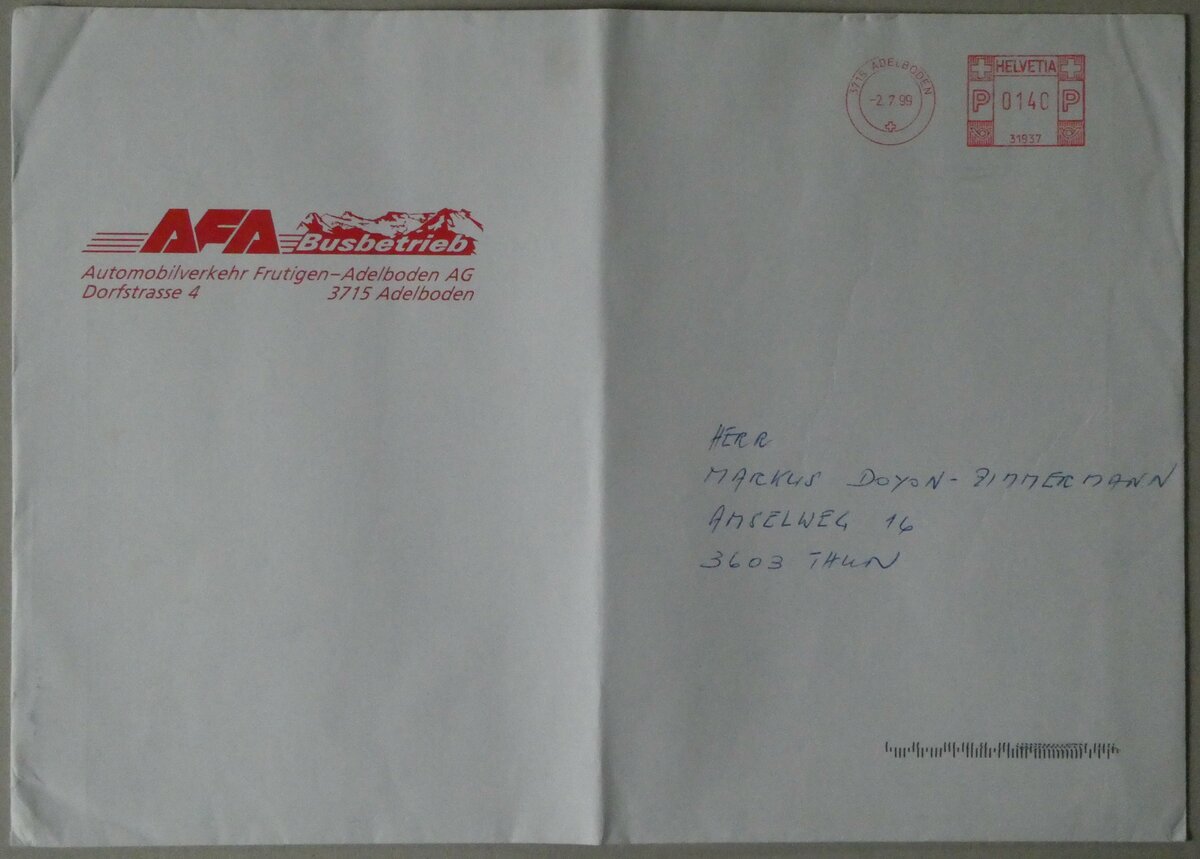 3715 ADELBODEN
-2.7.99
HELVETIA
P 0140 P
31937
AFA Busbetrieb
Automobilverkehr Frutigen-Adelboden AG
Dorfstrasse 4 3715 Adelboden
HERR
MARKUS DOYON-ZIMMERMANN
AMSELWEG 16
3603 THUN